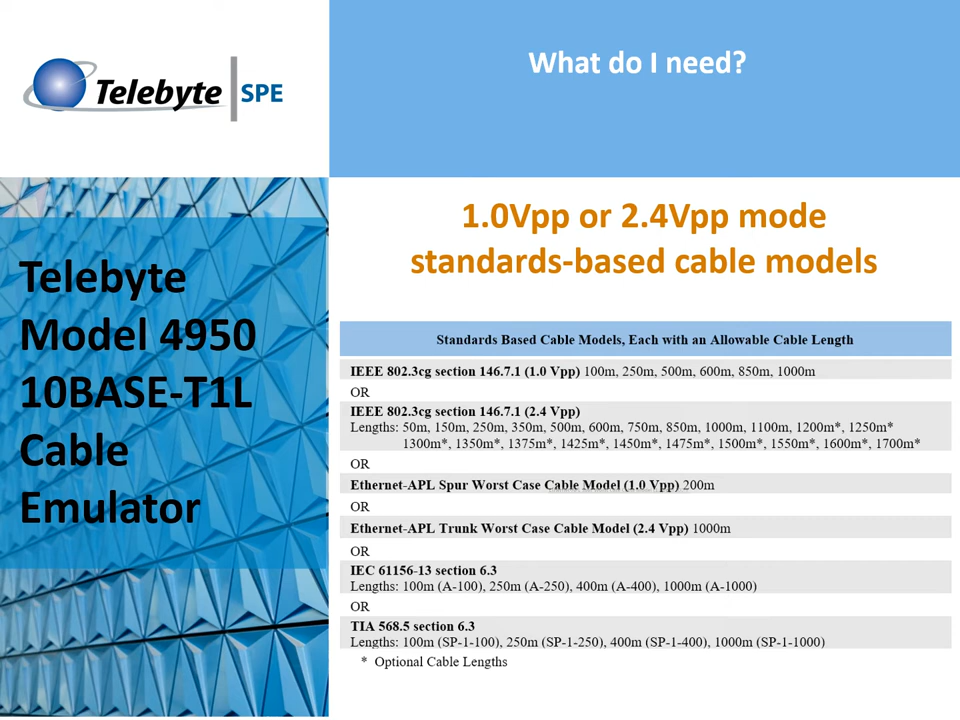 Telebyte SPE
What do I need?
Telebyte
Model 4950
10BASE-T1L
Cable
Emulator
1.0Vpp or 2.4Vpp mode
standards-based cable models
Standards Based Cable Models, Each with an Allowable Cable Length
IEEE 802.3cg section 146.7.1 (1.0 Vpp) 100m, 250m, 500m, 600m, 850m, 1000m
OR
IEEE 802.3cg section 146.7.1 (2.4 Vpp)
Lengths: 50m, 150m, 250m, 350m, 500m, 600m, 750m, 850m, 1000m, 1100m, 1200m*, 1250m*
1300m*, 1350m*, 1375m*, 1425m*, 1450m*, 1475m*, 1500m*, 1550m*, 1600m*, 1700m*
OR
Ethernet-APL Spur Worst Case Cable Model (1.0 Vpp) 200m
OR
Ethernet-APL Trunk Worst Case Cable Model (2.4 Vpp) 1000m
OR
IEC 61156-13 section 6.3
Lengths: 100m (A-100), 250m (A-250), 400m (A-400), 1000m (A-1000)
OR
TIA 568.5 section 6.3
Lengths: 100m (SP-1-100), 250m (SP-1-250), 400m (SP-1-400), 1000m (SP-1-1000)
* Optional Cable Lengths